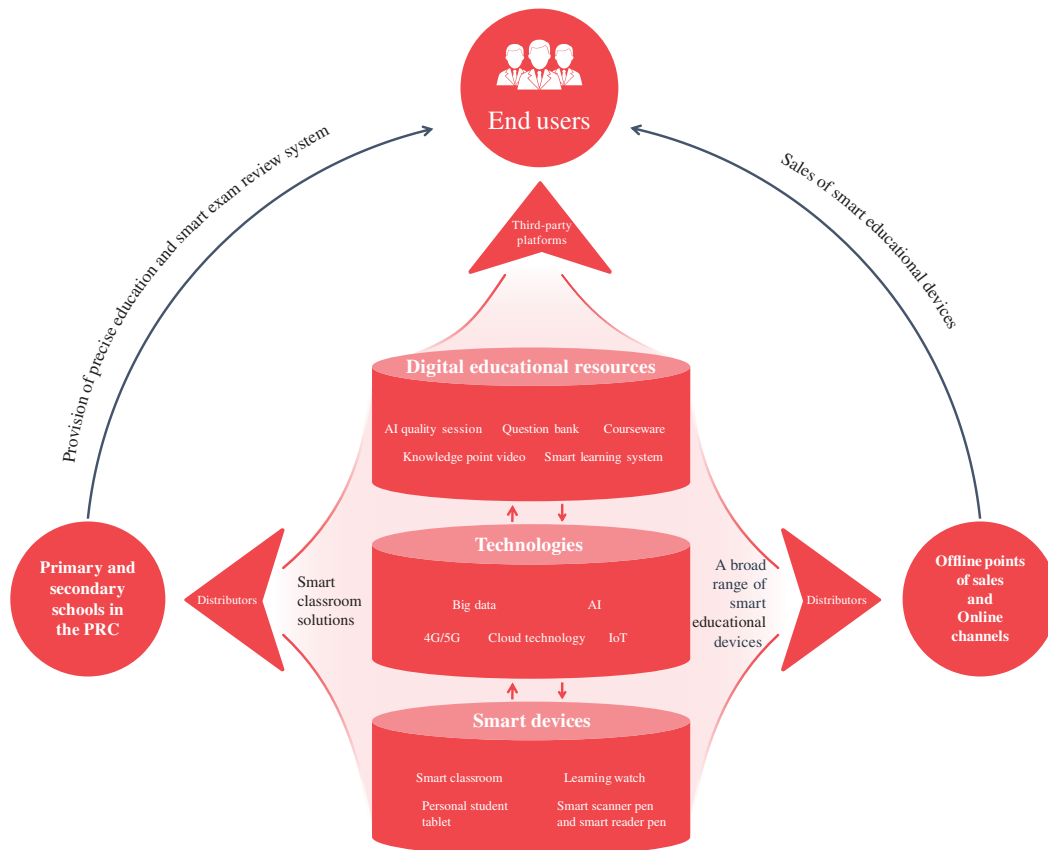 End users
Provision of precise education and smart exam review system
Sales of smart educational devices
Third-party
platforms
Digital educational resources
AI quality session Question bank Courseware
Knowledge point video Smart learning system
Primary and
secondary
schools in
the PRC
Distributors
Smart
classroom
solutions
Technologies
Big data AI
4G/5G Cloud technology IoT
A broad
range of
smart
educational
devices
Distributors
Offline points
of sales
and
Online
channels
Smart devices
Smart classroom Learning watch
Personal student
tablet
Smart scanner pen
and smart reader pen